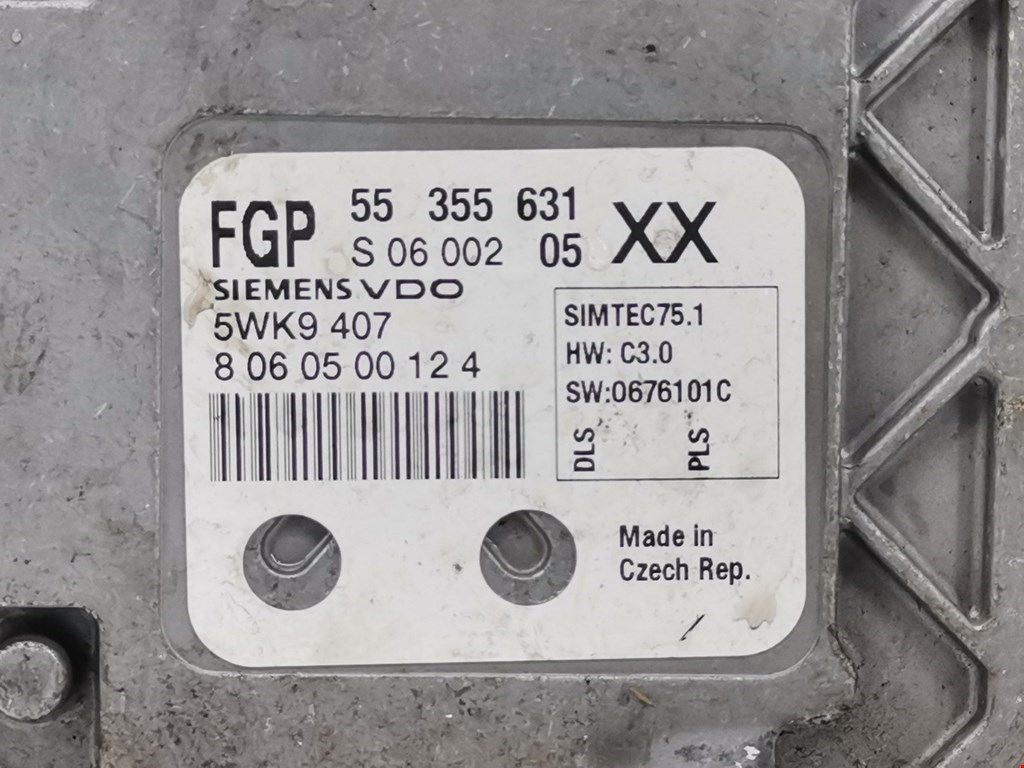 FGP 55 355 631 XX
S 06 002 05
SIEMENS VDO
5WK9 407
8 06 05 00 12 4
SIMTEC75.1
HW: C3.0
SW:0676101C
DLS PLS
Made in
Czech Rep.